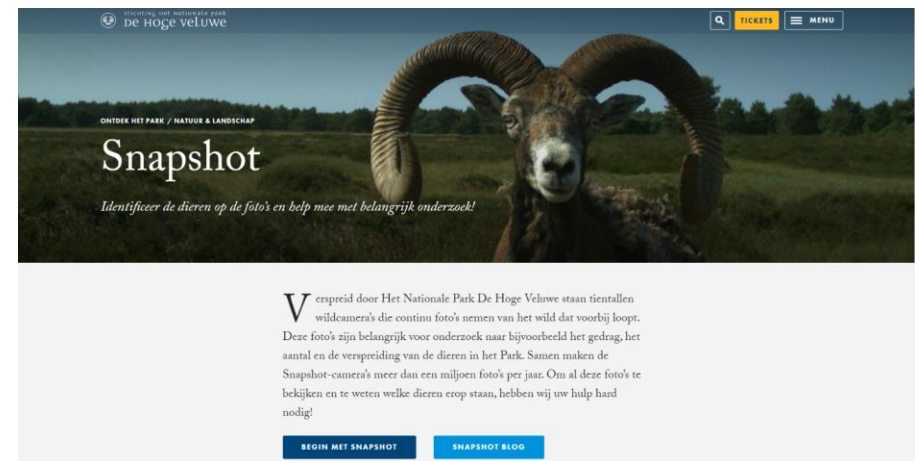 stichting het nationale park
De Hoge Veluwe
TICKETS
MENU
ONTDEK HET PARK / NATUUR & LANDSCHAP
Snapshot
Identificeer de dieren op de foto's en help mee met belangrijk onderzoek!
Verspreid door Het Nationale Park De Hoge Veluwe staan tientallen
wildcamera's die continu foto's nemen van het wild dat voorbij loopt.
Deze foto's zijn belangrijk voor onderzoek naar bijvoorbeeld het gedrag, het
aantal en de verspreiding van de dieren in het Park. Samen maken de
Snapshot-camera's meer dan een miljoen foto's per jaar. Om al deze foto's te
bekijken en te weten welke dieren erop staan, hebben wij uw hulp hard
nodig!
BEGIN MET SNAPSHOT
SNAPSHOT BLOG